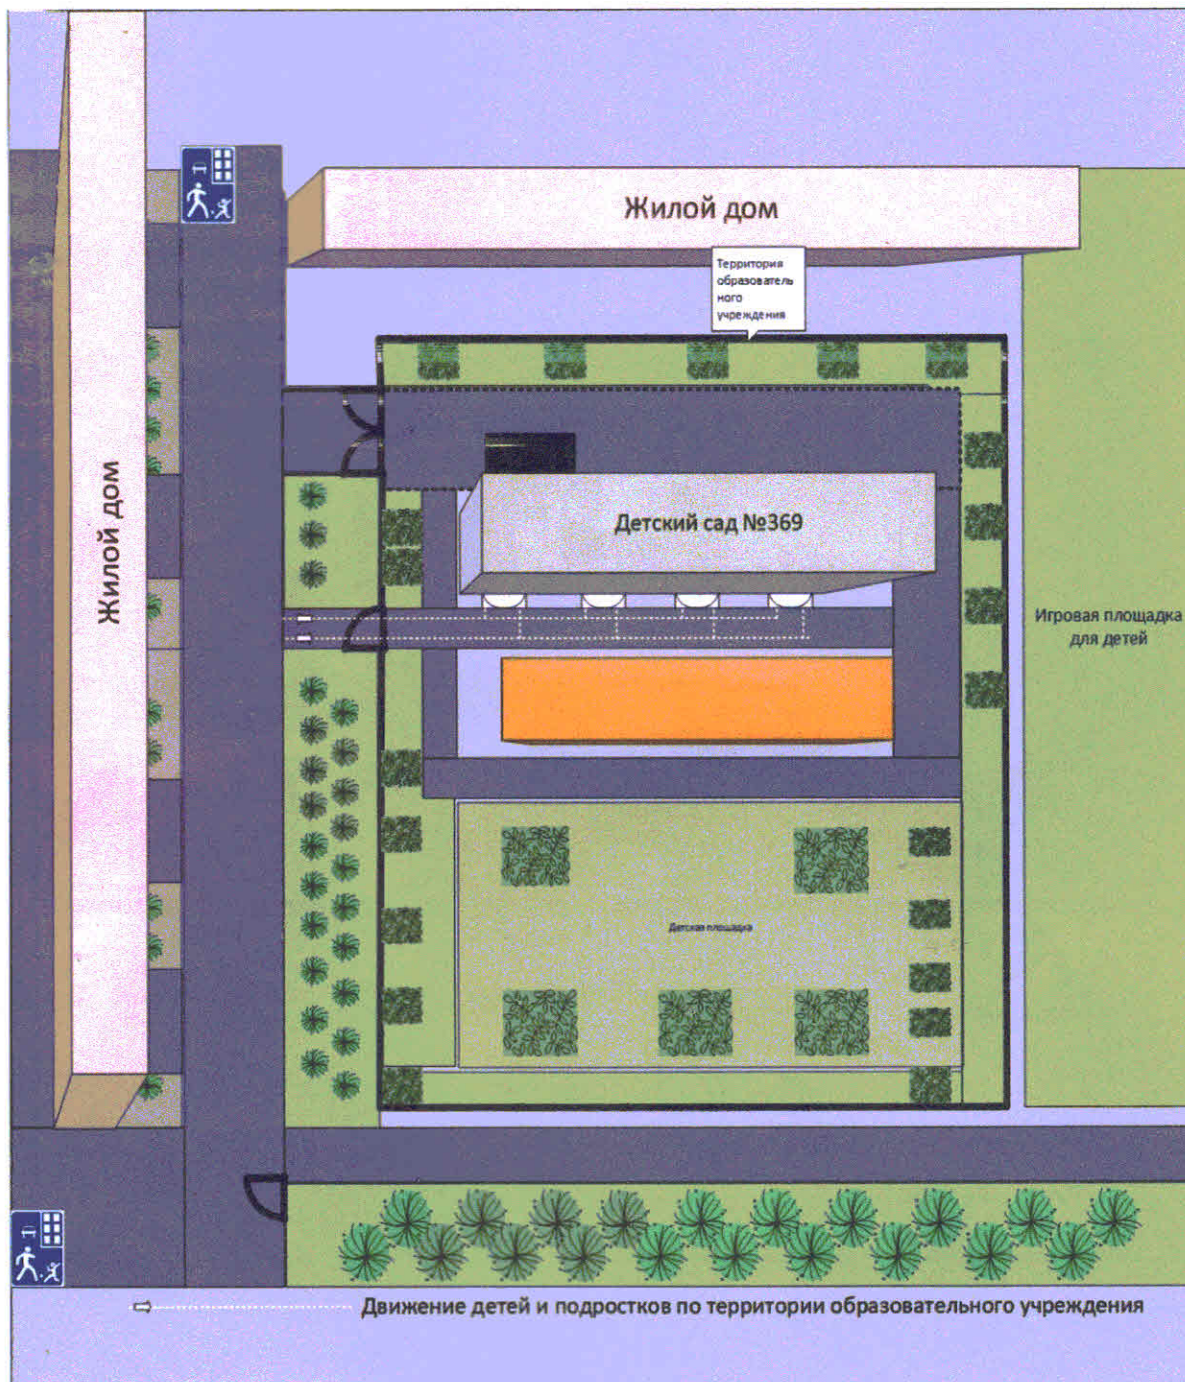 Жилой дом
Территория
образователь
ного
учреждения
Жилой дом
Детский сад №369
Игровая площадка
для детей
Детская площадка
Движение детей и подростков по территории образовательного учреждения